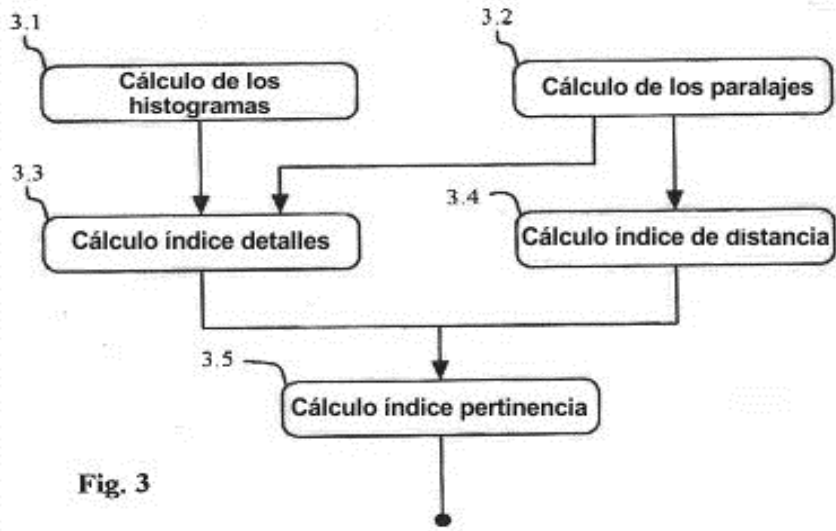 3.1
Cálculo de los
histogramas
3.2
Cálculo de los paralajes
3.3
Cálculo índice detalles
3.4
Cálculo índice de distancia
3.5
Cálculo índice pertinencia
Fig. 3